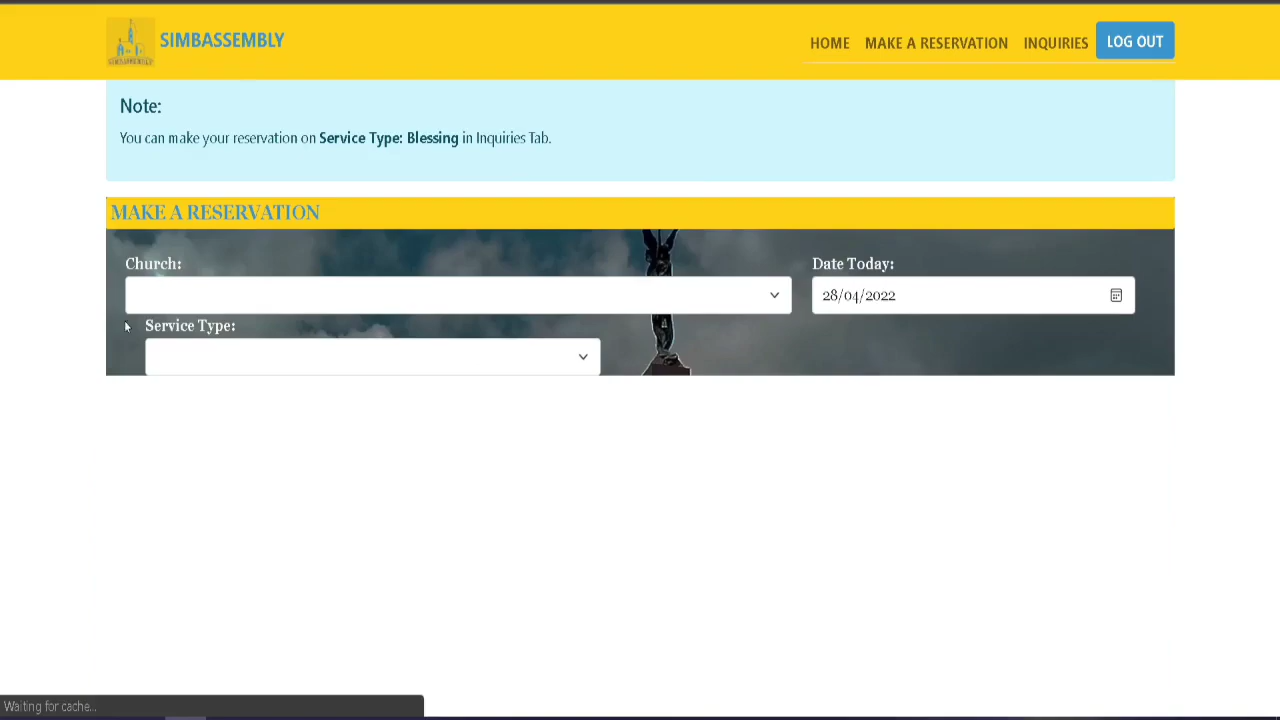 SIMBASSEMBLY
HOME MAKE A RESERVATION INQUIRIES LOG OUT
Note:
You can make your reservation on Service Type: Blessing in Inquiries Tab.
MAKE A RESERVATION
Church:
Date Today:
28/04/2022
Service Type:
Waiting for cache...